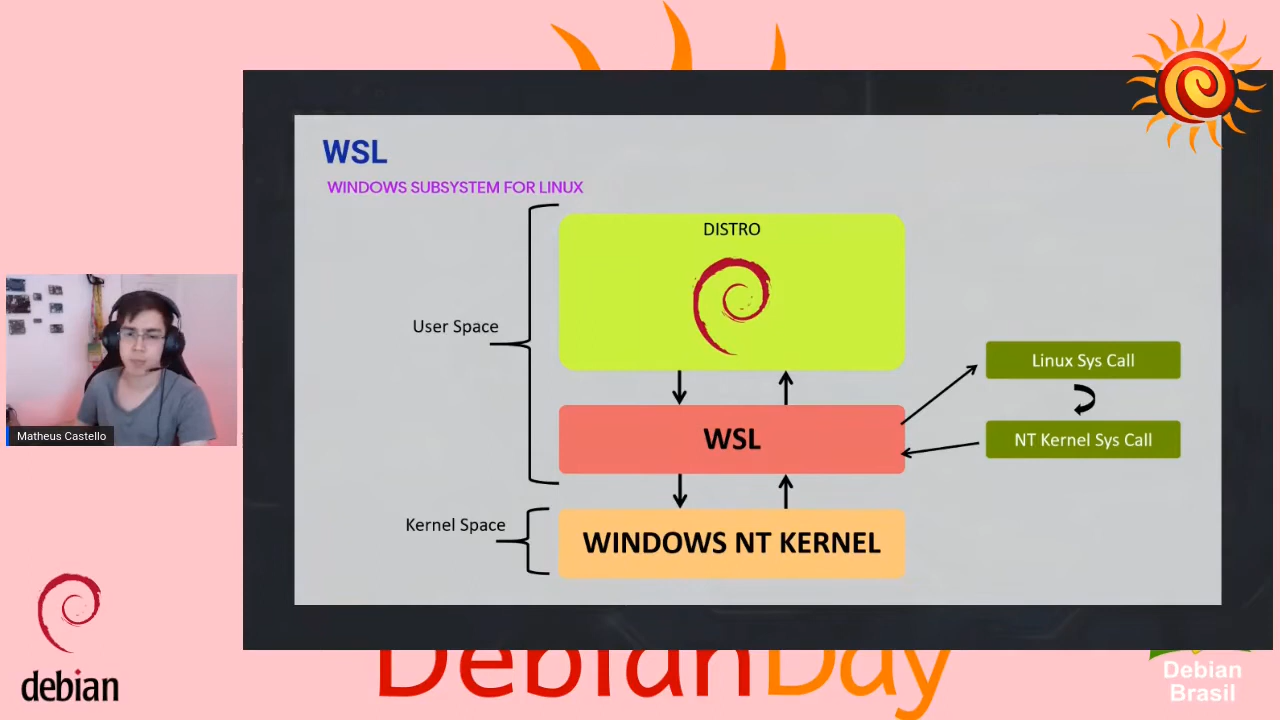 WSL
WINDOWS SUBSYSTEM FOR LINUX
DISTRO
User Space
Linux Sys Call
WSL
NT Kernel Sys Call
Kernel Space
WINDOWS NT KERNEL
Matheus Castello
debian
DebianDay
Debian
Brasil